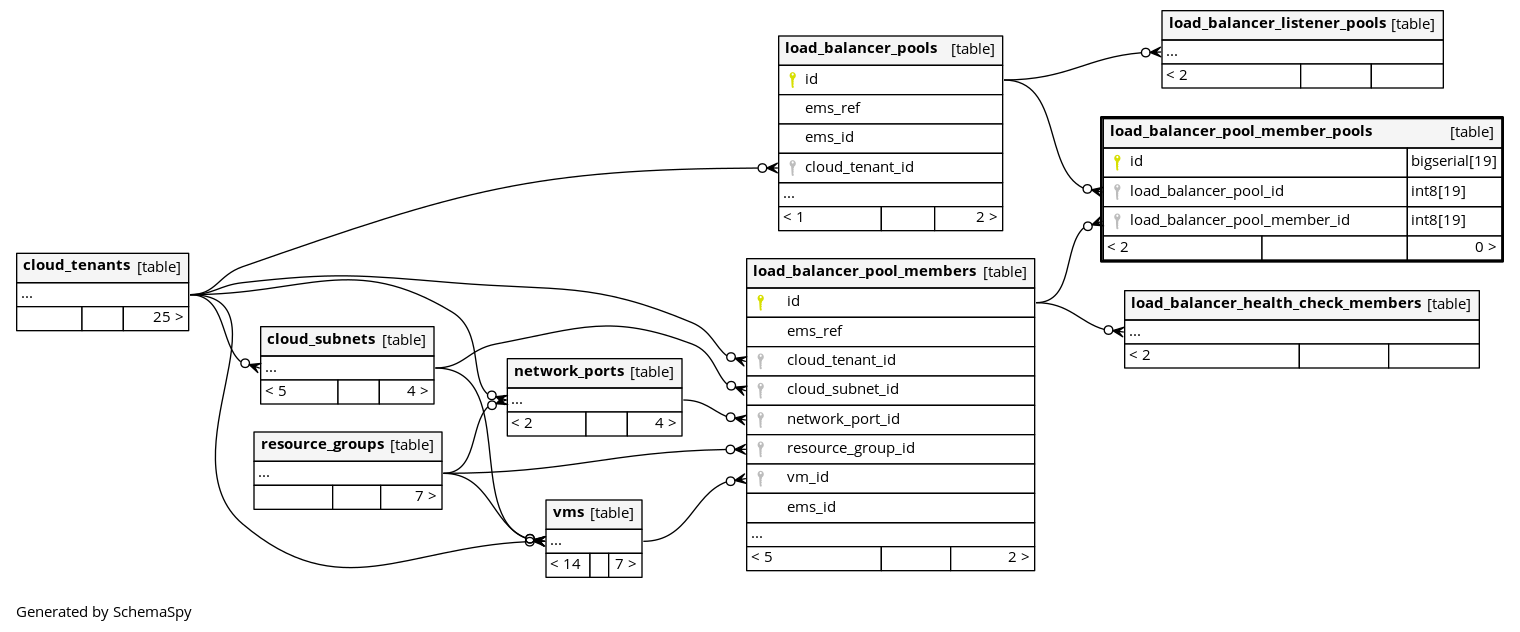 load_balancer_listener_pools [table]
...
< 2
load_balancer_pools [table]
id
ems_ref
ems_id
cloud_tenant_id
...
< 1 2 >
load_balancer_pool_member_pools [table]
id bigserial[19]
load_balancer_pool_id int8[19]
load_balancer_pool_member_id int8[19]
< 2 0 >
cloud_tenants [table]
...
25 >
load_balancer_pool_members [table]
id
ems_ref
cloud_tenant_id
cloud_subnet_id
network_port_id
resource_group_id
vm_id
ems_id
...
< 5 2 >
load_balancer_health_check_members [table]
...
< 2
cloud_subnets [table]
...
< 5 4 >
network_ports [table]
...
< 2 4 >
resource_groups [table]
...
7 >
vms [table]
...
< 14 7 >
Generated by SchemaSpy